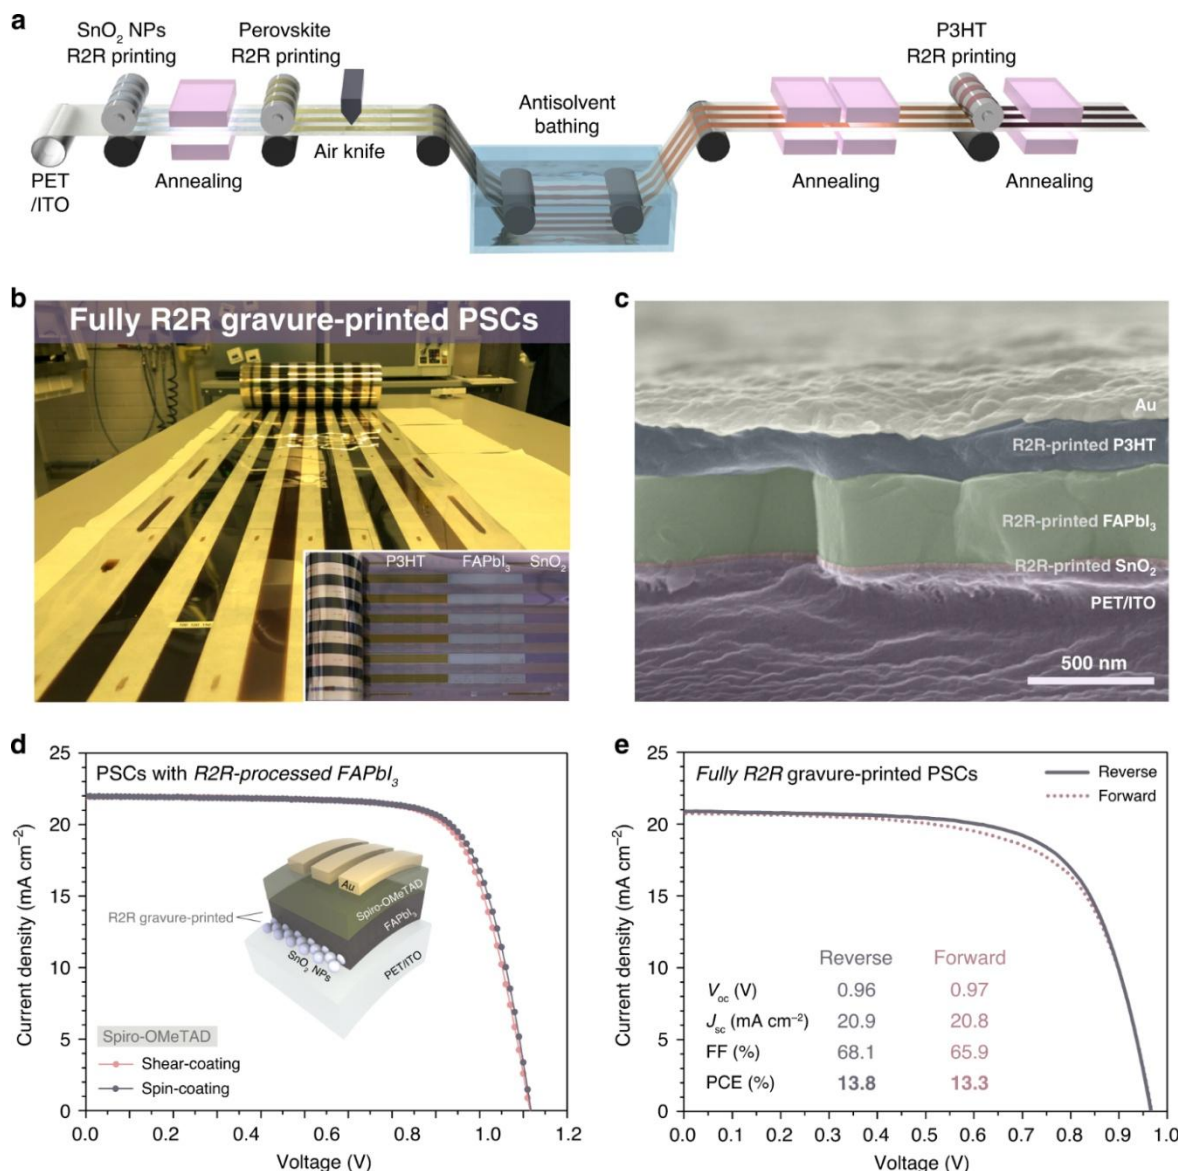 a
SnO₂ NPs
R2R printing
Perovskite
R2R printing
P3HT
R2R printing
Antisolvent
bathing
Air knife
PET
/ITO
Annealing
Annealing
Annealing
b
Fully R2R gravure-printed PSCs
P3HT FAPbI₃ SnO₂
c
Au
R2R-printed P3HT
R2R-printed FAPbI₃
R2R-printed SnO₂
PET/ITO
500 nm
d
PSCs with R2R-processed FAPbI₃
Au
Spiro-OMeTAD
FAPbI₃
R2R gravure-printed
SnO₂ NPs
PET/ITO
Spiro-OMeTAD
Shear-coating
Spin-coating
Current density (mA cm⁻²)
25
20
15
10
5
0
0.0 0.2 0.4 0.6 0.8 1.0 1.2
Voltage (V)
e
Fully R2R gravure-printed PSCs
Reverse
Forward
Reverse Forward
Voc (V) 0.96 0.97
Jsc (mA cm⁻²) 20.9 20.8
FF (%) 68.1 65.9
PCE (%) 13.8 13.3
Current density (mA cm⁻²)
25
20
15
10
5
0
0.0 0.1 0.2 0.3 0.4 0.5 0.6 0.7 0.8 0.9 1.0
Voltage (V)